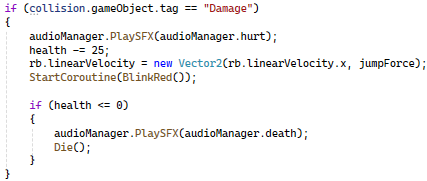 if (collision.gameObject.tag == "Damage")
{
    audioManager.PlaySFX(audioManager.hurt);
    health -= 25;
    rb.linearVelocity = new Vector2(rb.linearVelocity.x, jumpForce);
    StartCoroutine(BlinkRed());

    if (health <= 0)
    {
        audioManager.PlaySFX(audioManager.death);
        Die();
    }
}